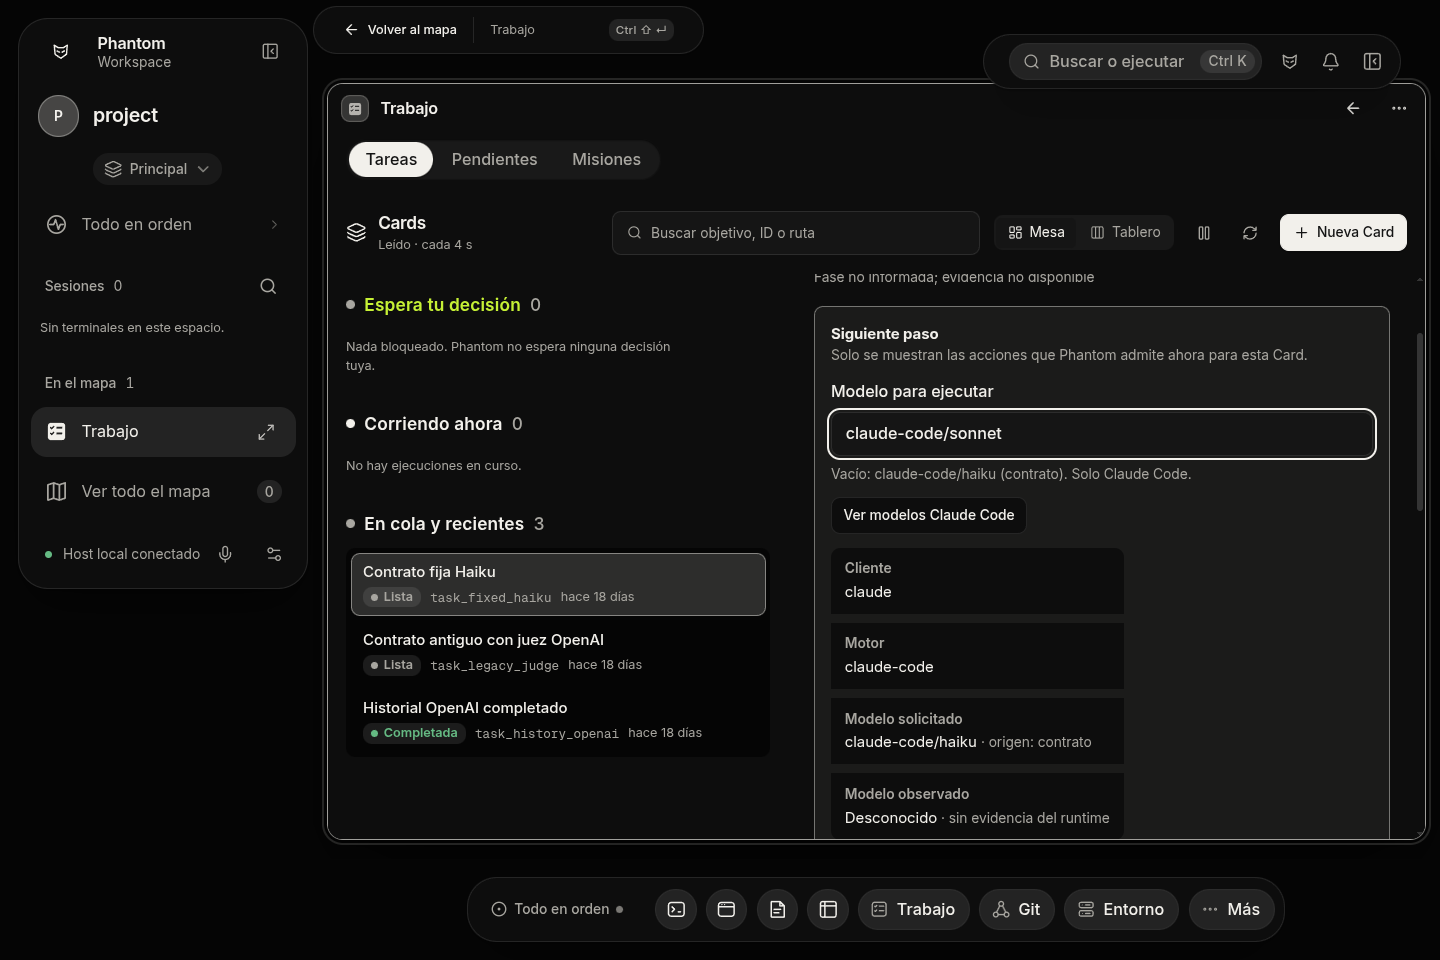 Phantom
Workspace
P
project
Principal
Todo en orden
Sesiones 0
Sin terminales en este espacio.
En el mapa 1
Trabajo
Ver todo el mapa 0
Host local conectado
Volver al mapa
Trabajo
Ctrl ⇧ ↵
Buscar o ejecutar
Ctrl K
Trabajo
Tareas
Pendientes
Misiones
Cards
Leído · cada 4 s
Buscar objetivo, ID o ruta
Mesa
Tablero
Nueva Card
Espera tu decisión 0
Nada bloqueado. Phantom no espera ninguna decisión
tuya.
Corriendo ahora 0
No hay ejecuciones en curso.
En cola y recientes 3
Contrato fija Haiku
Lista task_fixed_haiku hace 18 días
Contrato antiguo con juez OpenAI
Lista task_legacy_judge hace 18 días
Historial OpenAI completado
Completada task_history_openai hace 18 días
Fase no informada; evidencia no disponible
Siguiente paso
Solo se muestran las acciones que Phantom admite ahora para esta Card.
Modelo para ejecutar
claude-code/sonnet
Vacío: claude-code/haiku (contrato). Solo Claude Code.
Ver modelos Claude Code
Cliente
claude
Motor
claude-code
Modelo solicitado
claude-code/haiku · origen: contrato
Modelo observado
Desconocido · sin evidencia del runtime
Todo en orden
Trabajo
Git
Entorno
Más